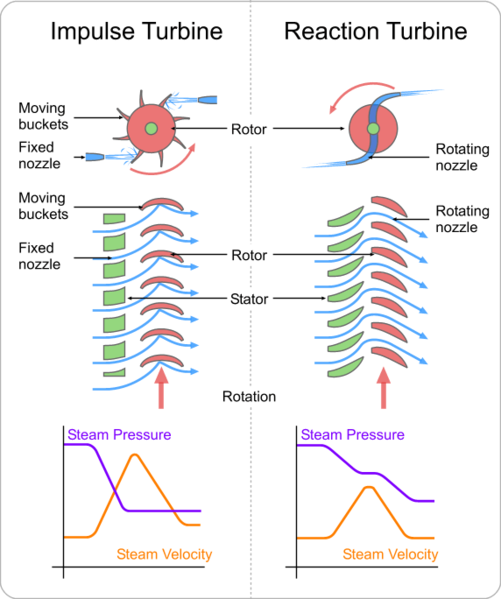 Impulse Turbine
Reaction Turbine
Moving
buckets
Fixed
nozzle
Rotor
Rotating
nozzle
Moving
buckets
Fixed
nozzle
Rotor
Stator
Rotating
nozzle
Rotation
Steam Pressure
Steam Velocity
Steam Pressure
Steam Velocity